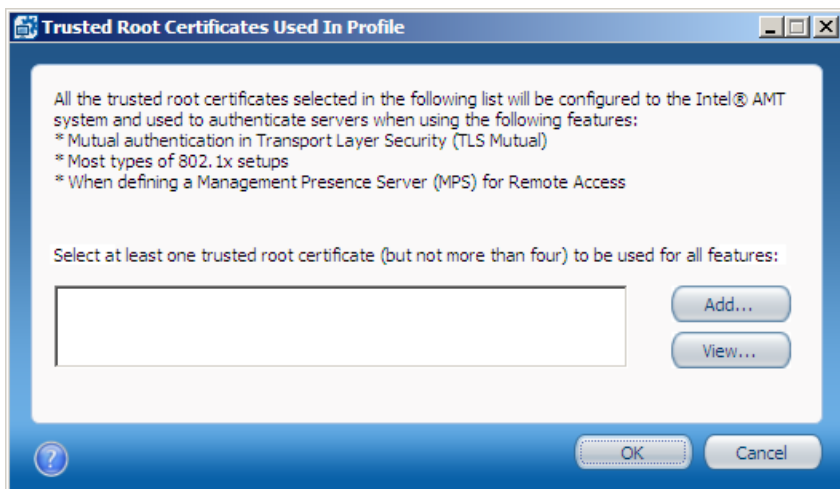 Trusted Root Certificates Used In Profile
All the trusted root certificates selected in the following list will be configured to the Intel® AMT
system and used to authenticate servers when using the following features:
* Mutual authentication in Transport Layer Security (TLS Mutual)
* Most types of 802.1x setups
* When defining a Management Presence Server (MPS) for Remote Access
Select at least one trusted root certificate (but not more than four) to be used for all features:
Add...
View...
?
OK
Cancel